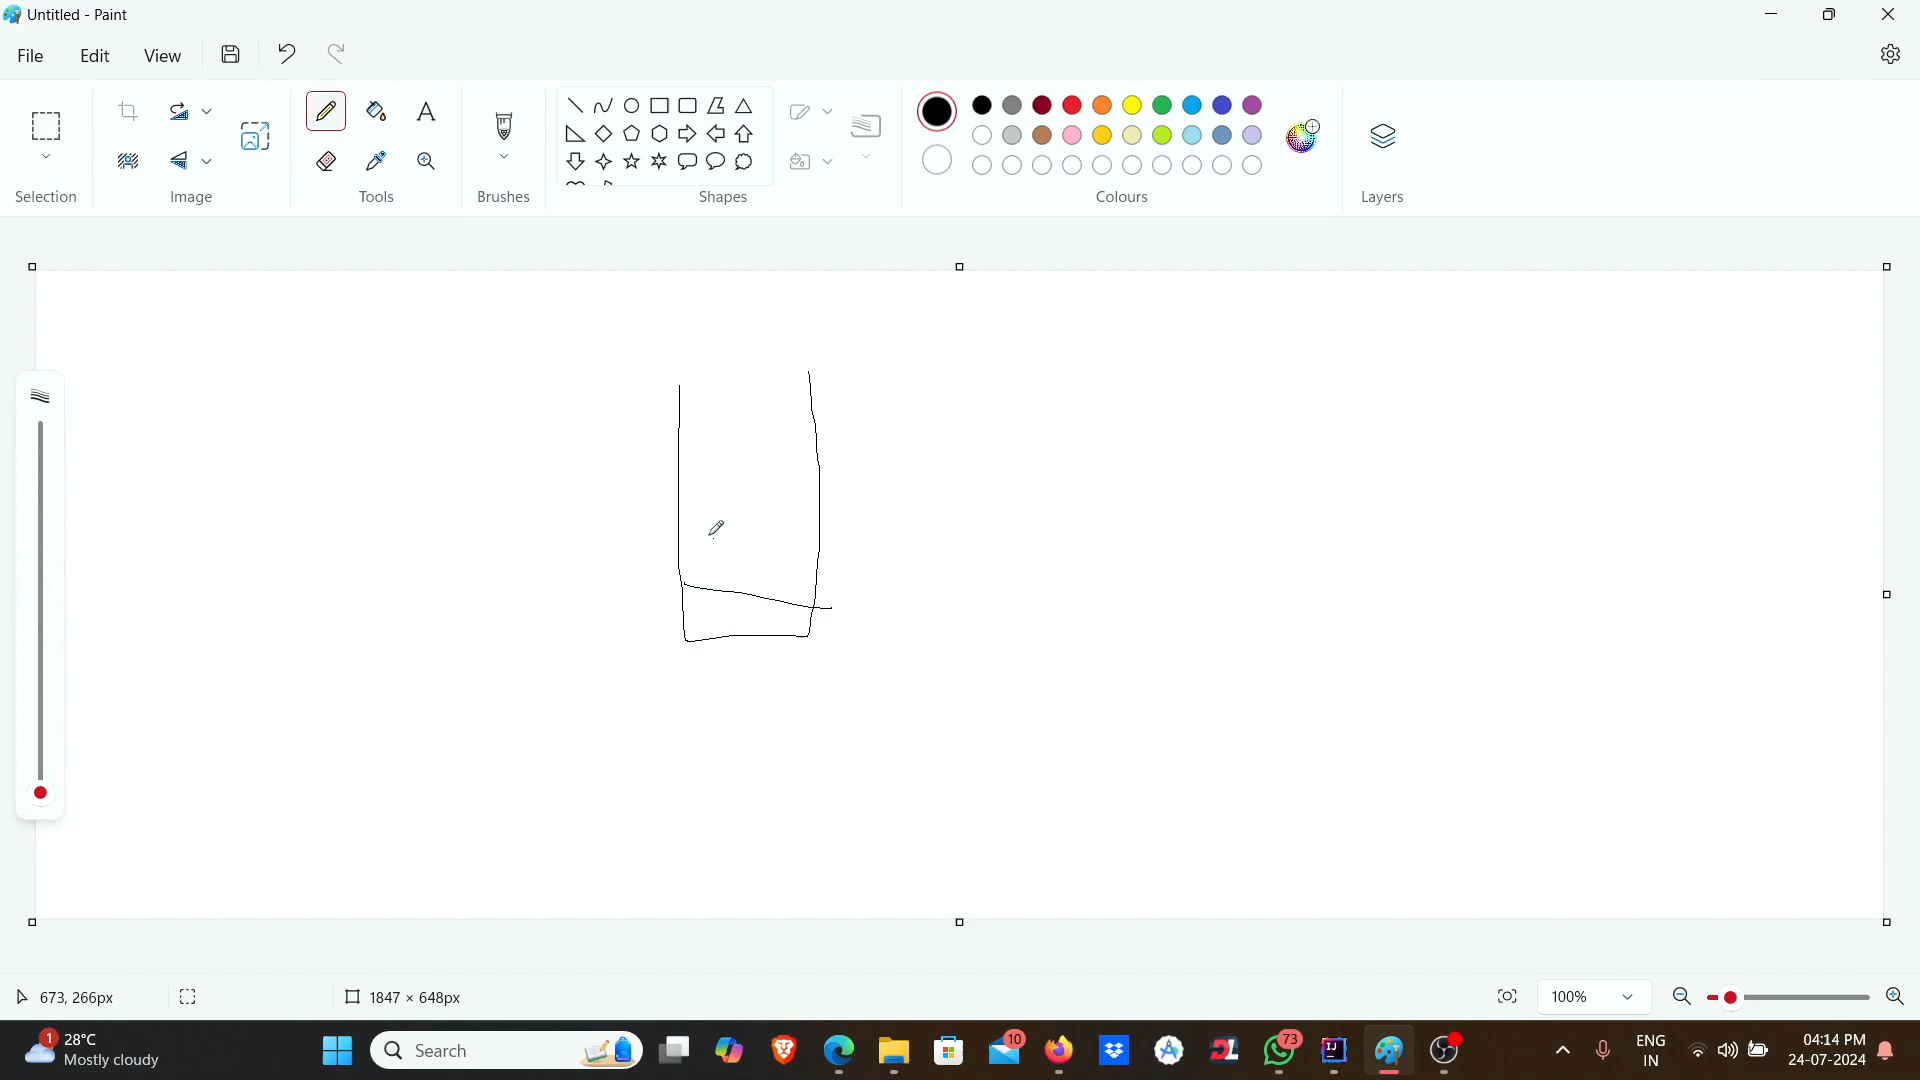 Untitled - Paint
File Edit View
Selection Image Tools Brushes Shapes Colours Layers
673, 266px 1847 × 648px 100%
1 28°C
Mostly cloudy
Search
10 73
ENG
IN
04:14 PM
24-07-2024